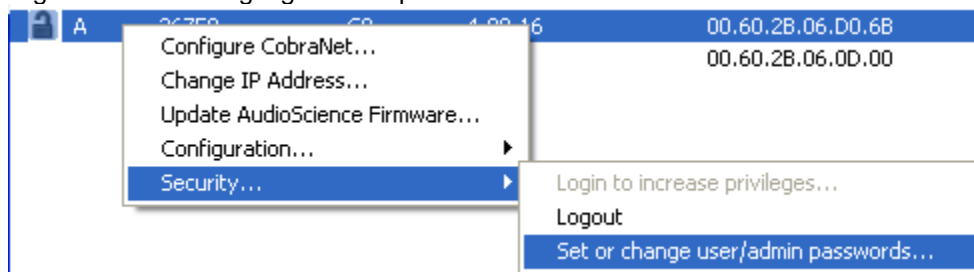 A 00.60.2B.06.D0.6B
Configure CobraNet...
00.60.2B.06.0D.00
Change IP Address...
Update AudioScience Firmware...
Configuration...
Security...
Login to increase privileges...
Logout
Set or change user/admin passwords...